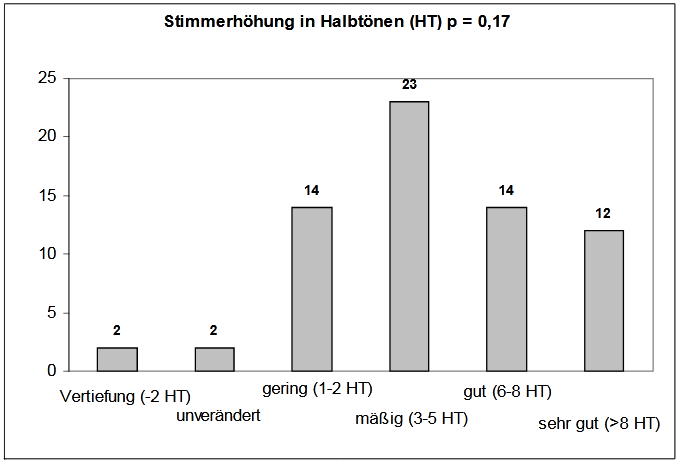 Stimmerhöhung in Halbtönen (HT) p = 0,17
25
20
15
10
5
0
2
2
14
23
14
12
Vertiefung (-2 HT)
unverändert
gering (1-2 HT)
mäßig (3-5 HT)
gut (6-8 HT)
sehr gut (>8 HT)